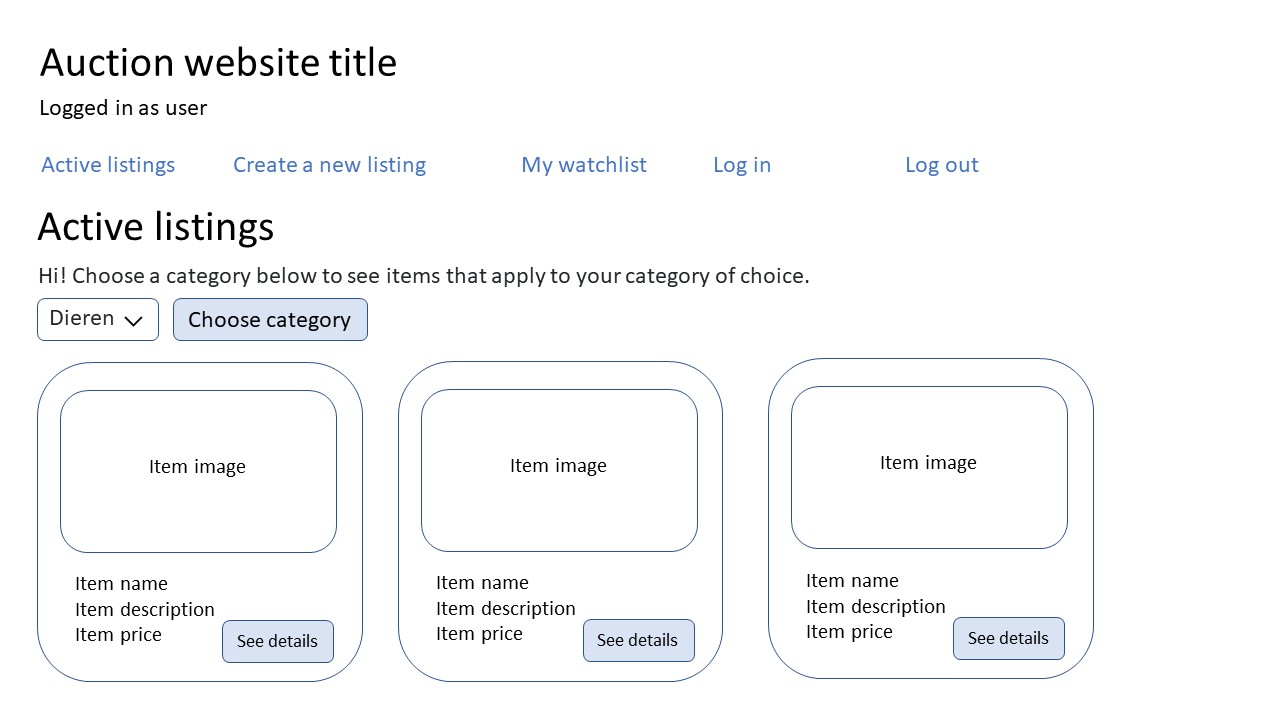 Auction website title
Logged in as user
Active listings Create a new listing My watchlist Log in Log out
Active listings
Hi! Choose a category below to see items that apply to your category of choice.
Dieren Choose category
Item image
Item name
Item description
Item price
See details
Item image
Item name
Item description
Item price
See details
Item image
Item name
Item description
Item price
See details